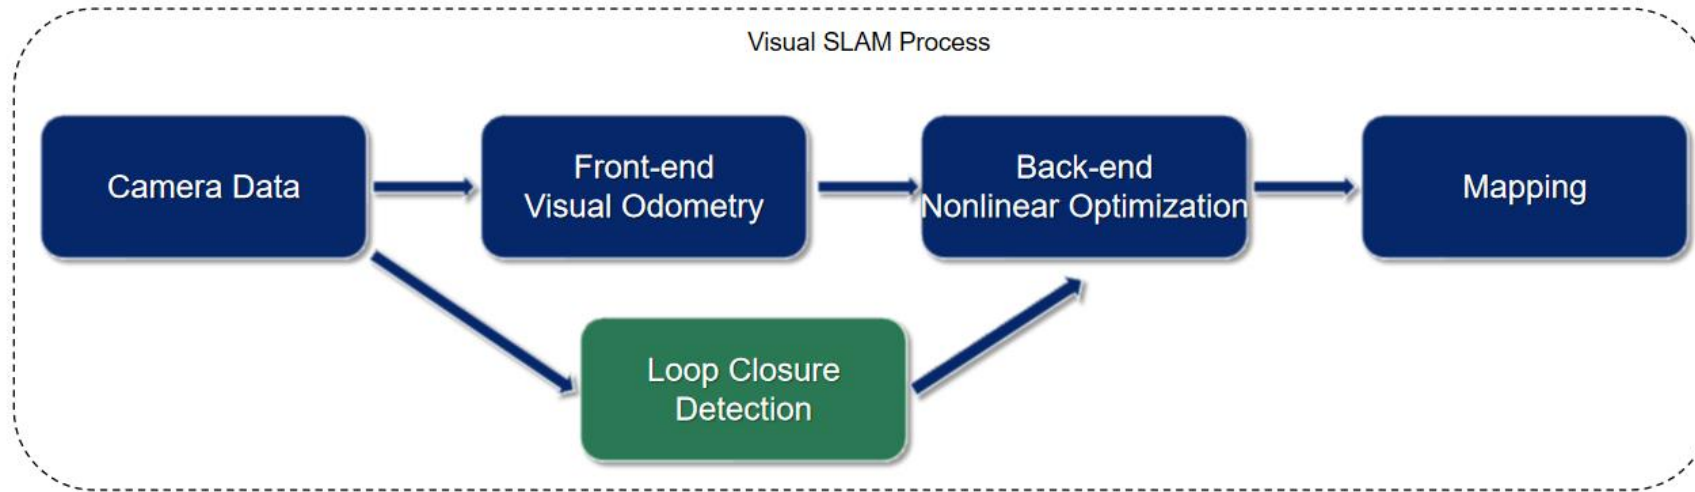 Visual SLAM Process
Camera Data
Front-end
Visual Odometry
Back-end
Nonlinear Optimization
Mapping
Loop Closure
Detection